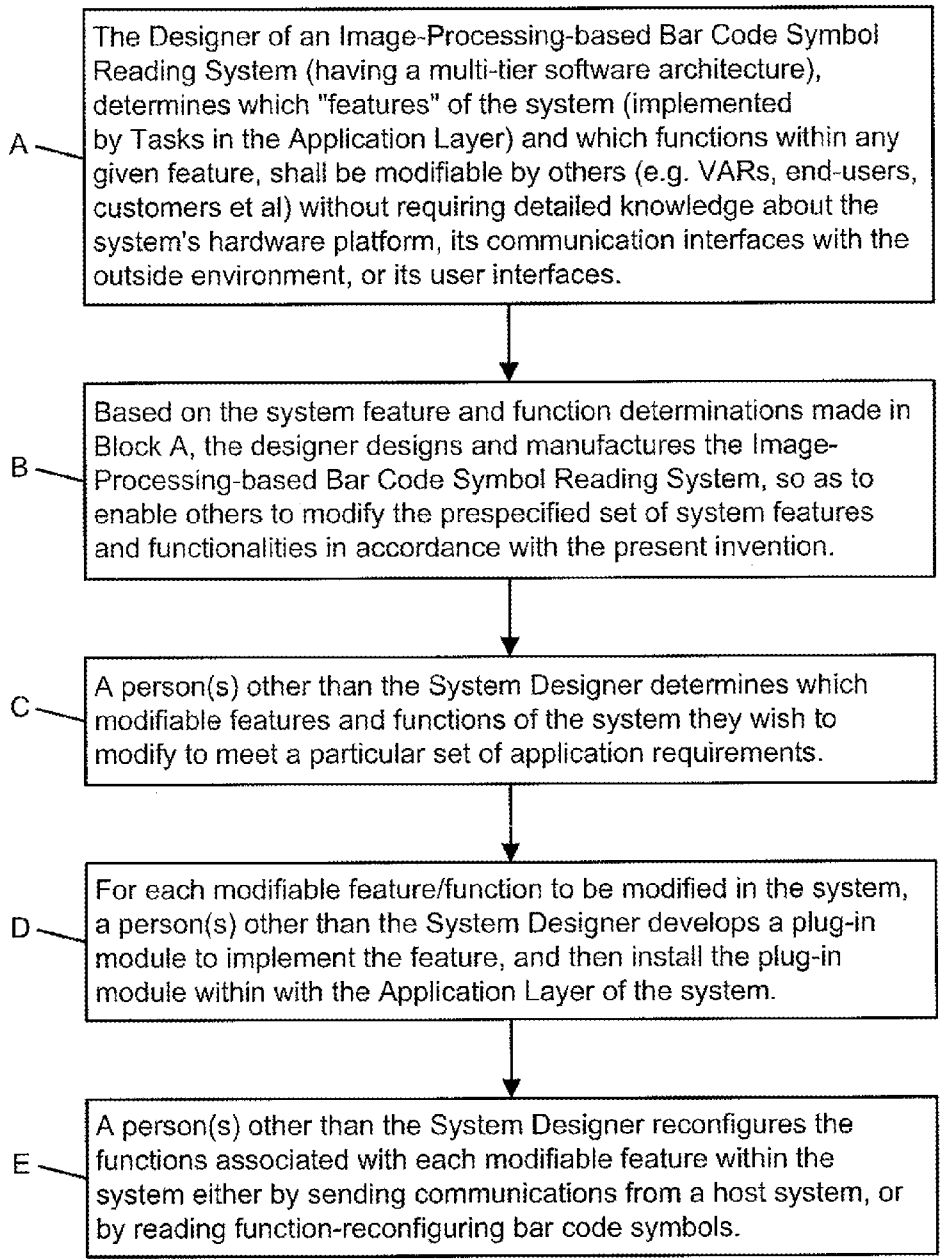 The Designer of an Image-Processing-based Bar Code Symbol
Reading System (having a multi-tier software architecture),
determines which "features" of the system (implemented
by Tasks in the Application Layer) and which functions within any
given feature, shall be modifiable by others (e.g. VARs, end-users,
customers et al) without requiring detailed knowledge about the
system's hardware platform, its communication interfaces with the
outside environment, or its user interfaces.
A
Based on the system feature and function determinations made in
Block A, the designer designs and manufactures the Image-
Processing-based Bar Code Symbol Reading System, so as to
enable others to modify the prespecified set of system features
and functionalities in accordance with the present invention.
B
A person(s) other than the System Designer determines which
modifiable features and functions of the system they wish to
modify to meet a particular set of application requirements.
C
For each modifiable feature/function to be modified in the system,
a person(s) other than the System Designer develops a plug-in
module to implement the feature, and then install the plug-in
module within with the Application Layer of the system.
D
A person(s) other than the System Designer reconfigures the
functions associated with each modifiable feature within the
system either by sending communications from a host system, or
by reading function-reconfiguring bar code symbols.
E